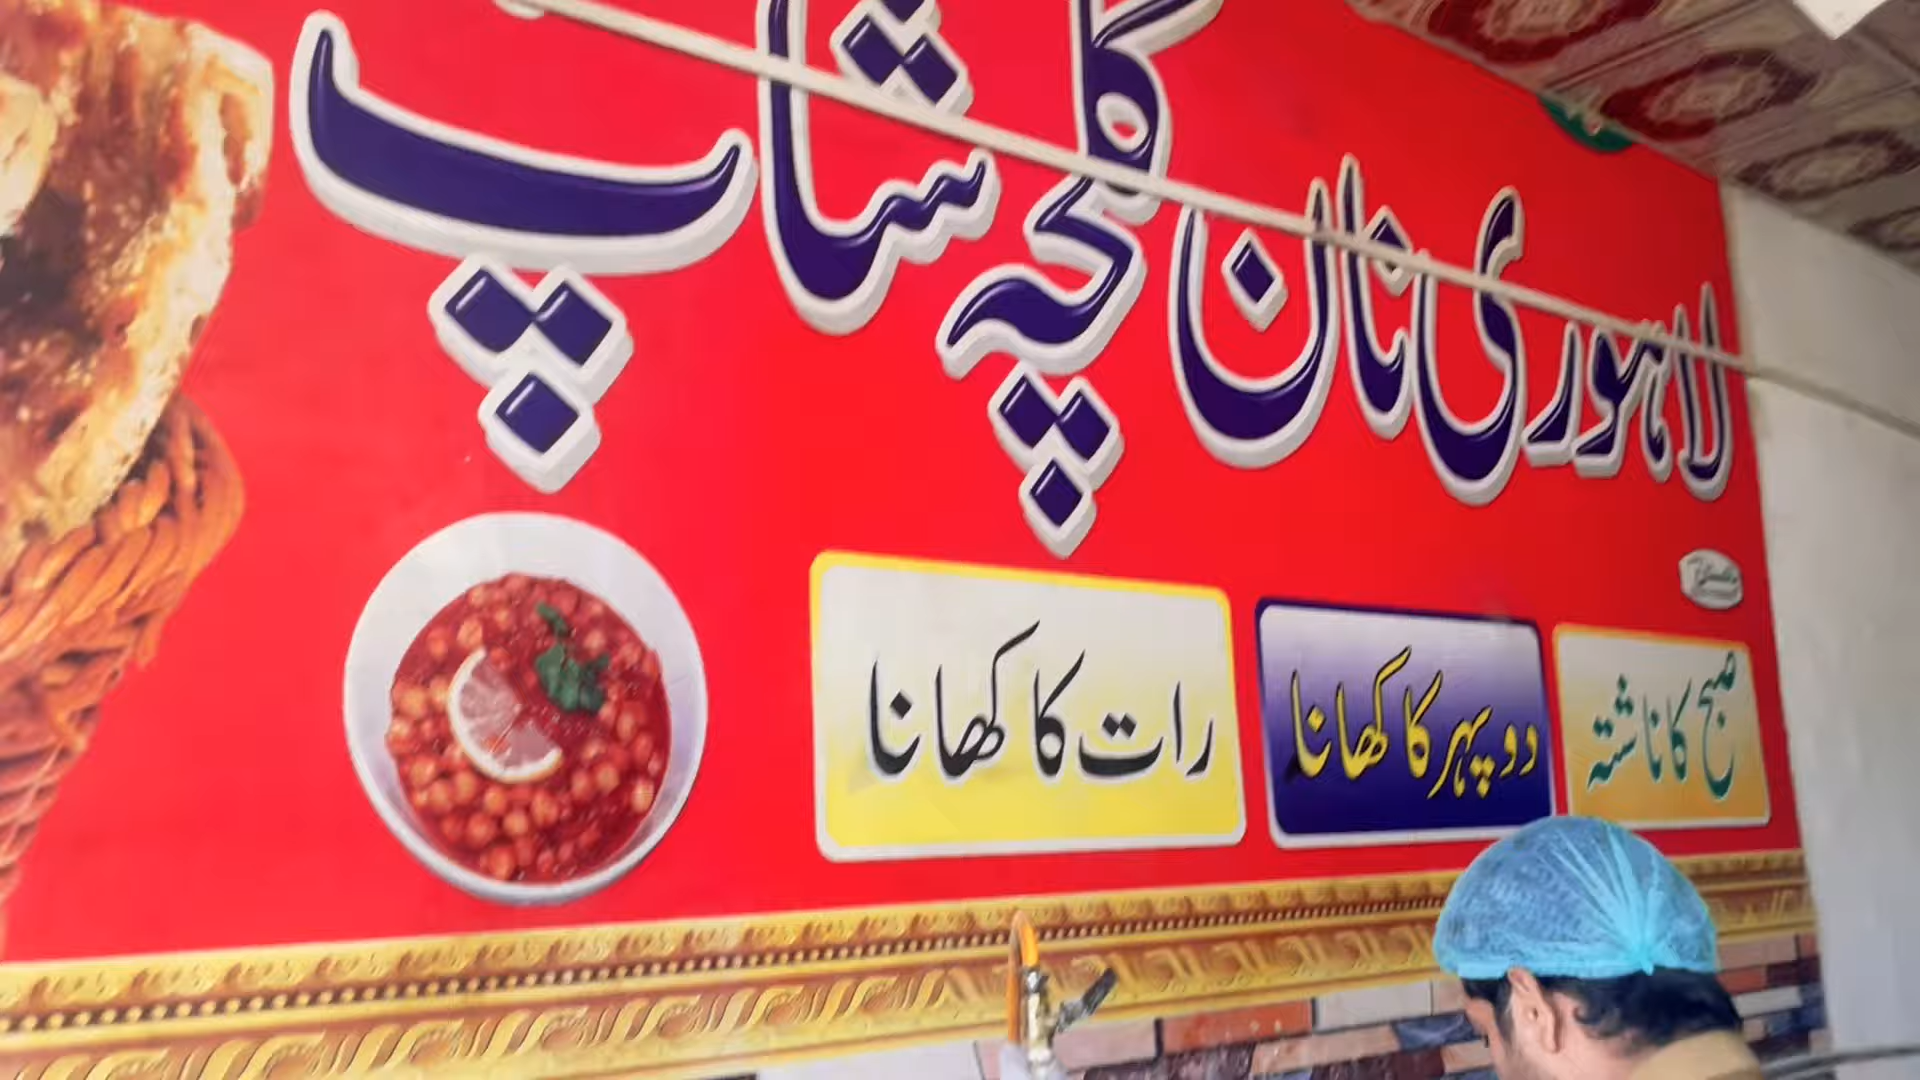 لاہوری نان کلچہ شاپ
صبح کا ناشتہ
دوپہر کا کھانا
رات کا کھانا